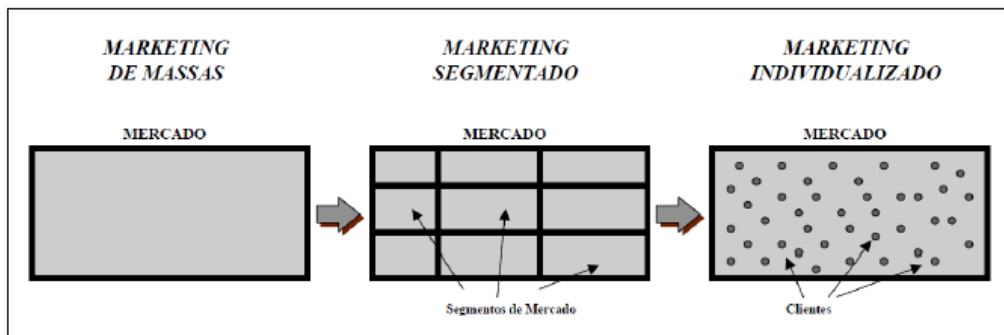 MARKETING
DE MASSAS
MARKETING
SEGMENTADO
MARKETING
INDIVIDUALIZADO
MERCADO
MERCADO
MERCADO
Segmentos de Mercado
Clientes